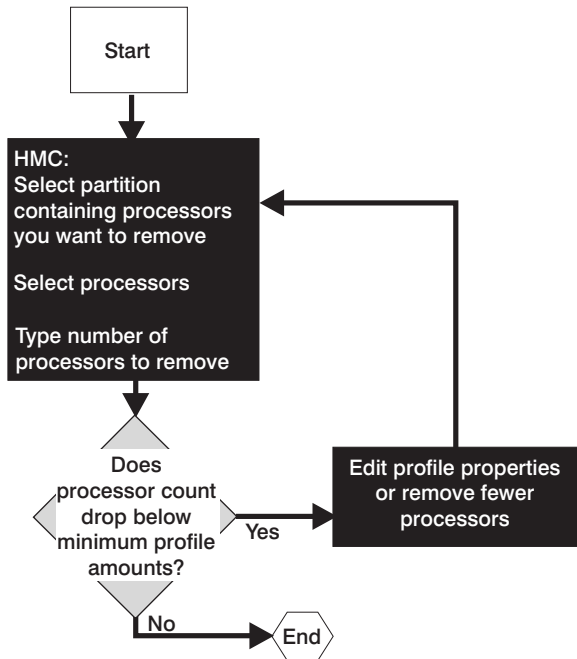 Start
HMC:
Select partition
containing processors
you want to remove
Select processors
Type number of
processors to remove
Does
processor count
drop below
minimum profile
amounts?
Yes
Edit profile properties
or remove fewer
processors
No
End